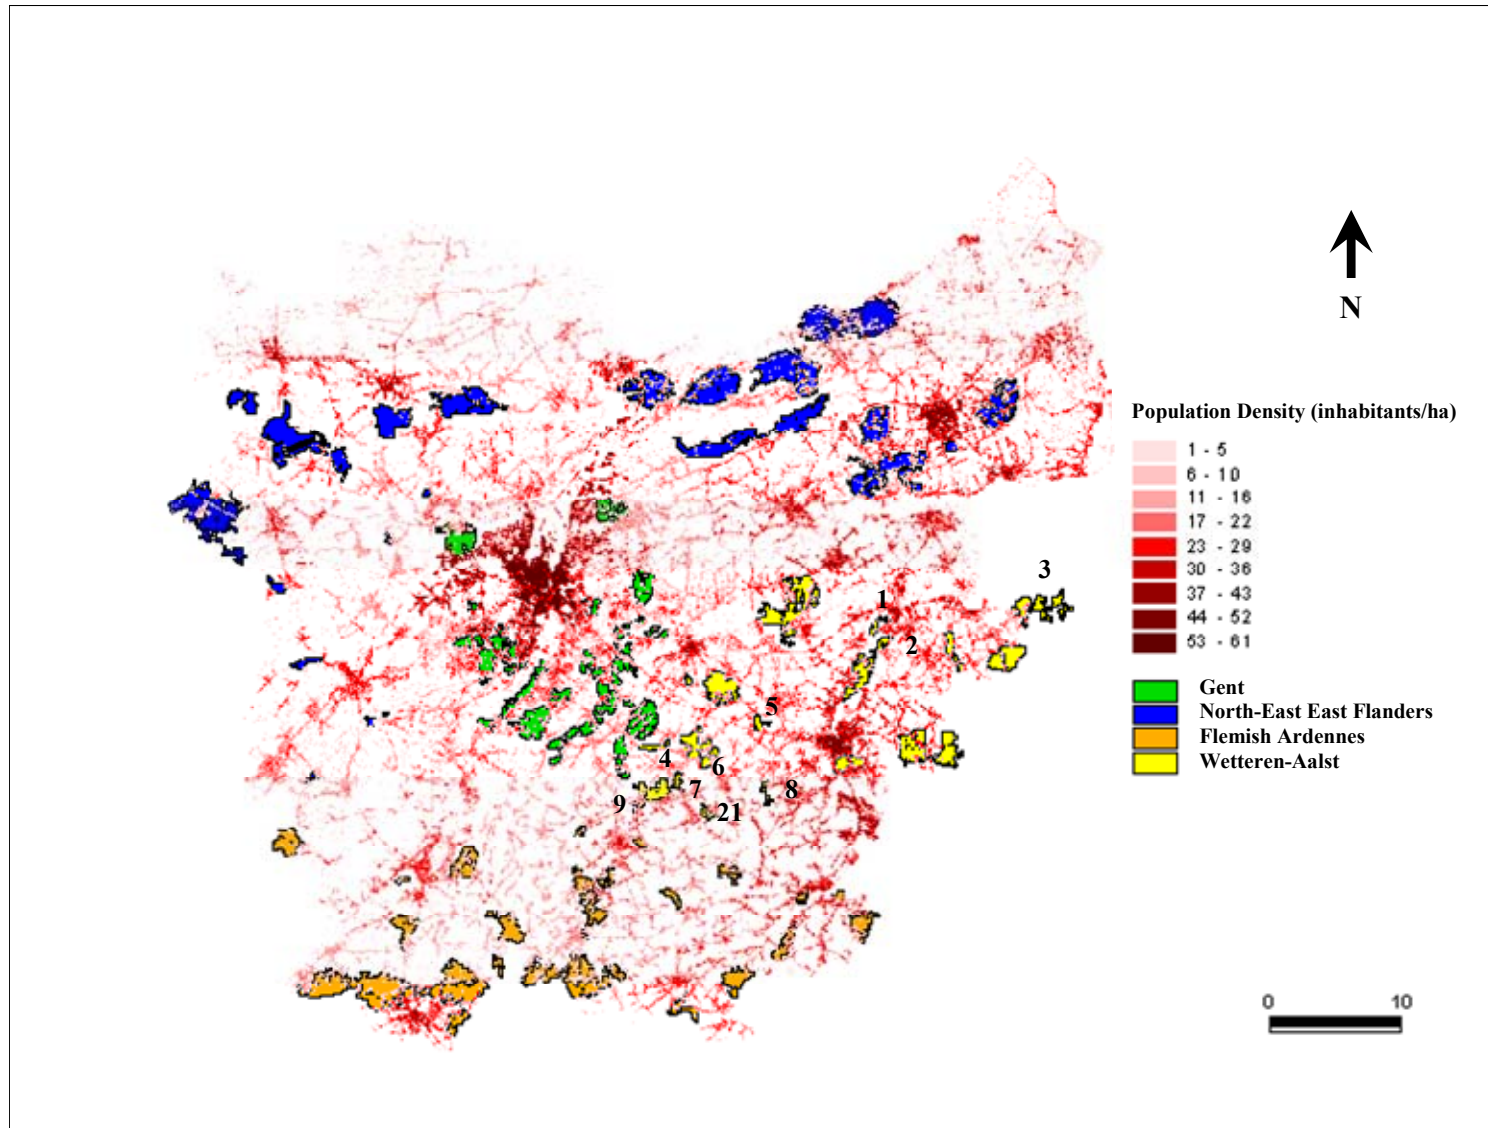 N
Population Density (inhabitants/ha)
1 - 5
6 - 10
11 - 16
17 - 22
23 - 29
30 - 36
37 - 43
44 - 52
53 - 61
Gent
North-East East Flanders
Flemish Ardennes
Wetteren-Aalst
3
1
2
5
4
6
7
8
9
21
0 10